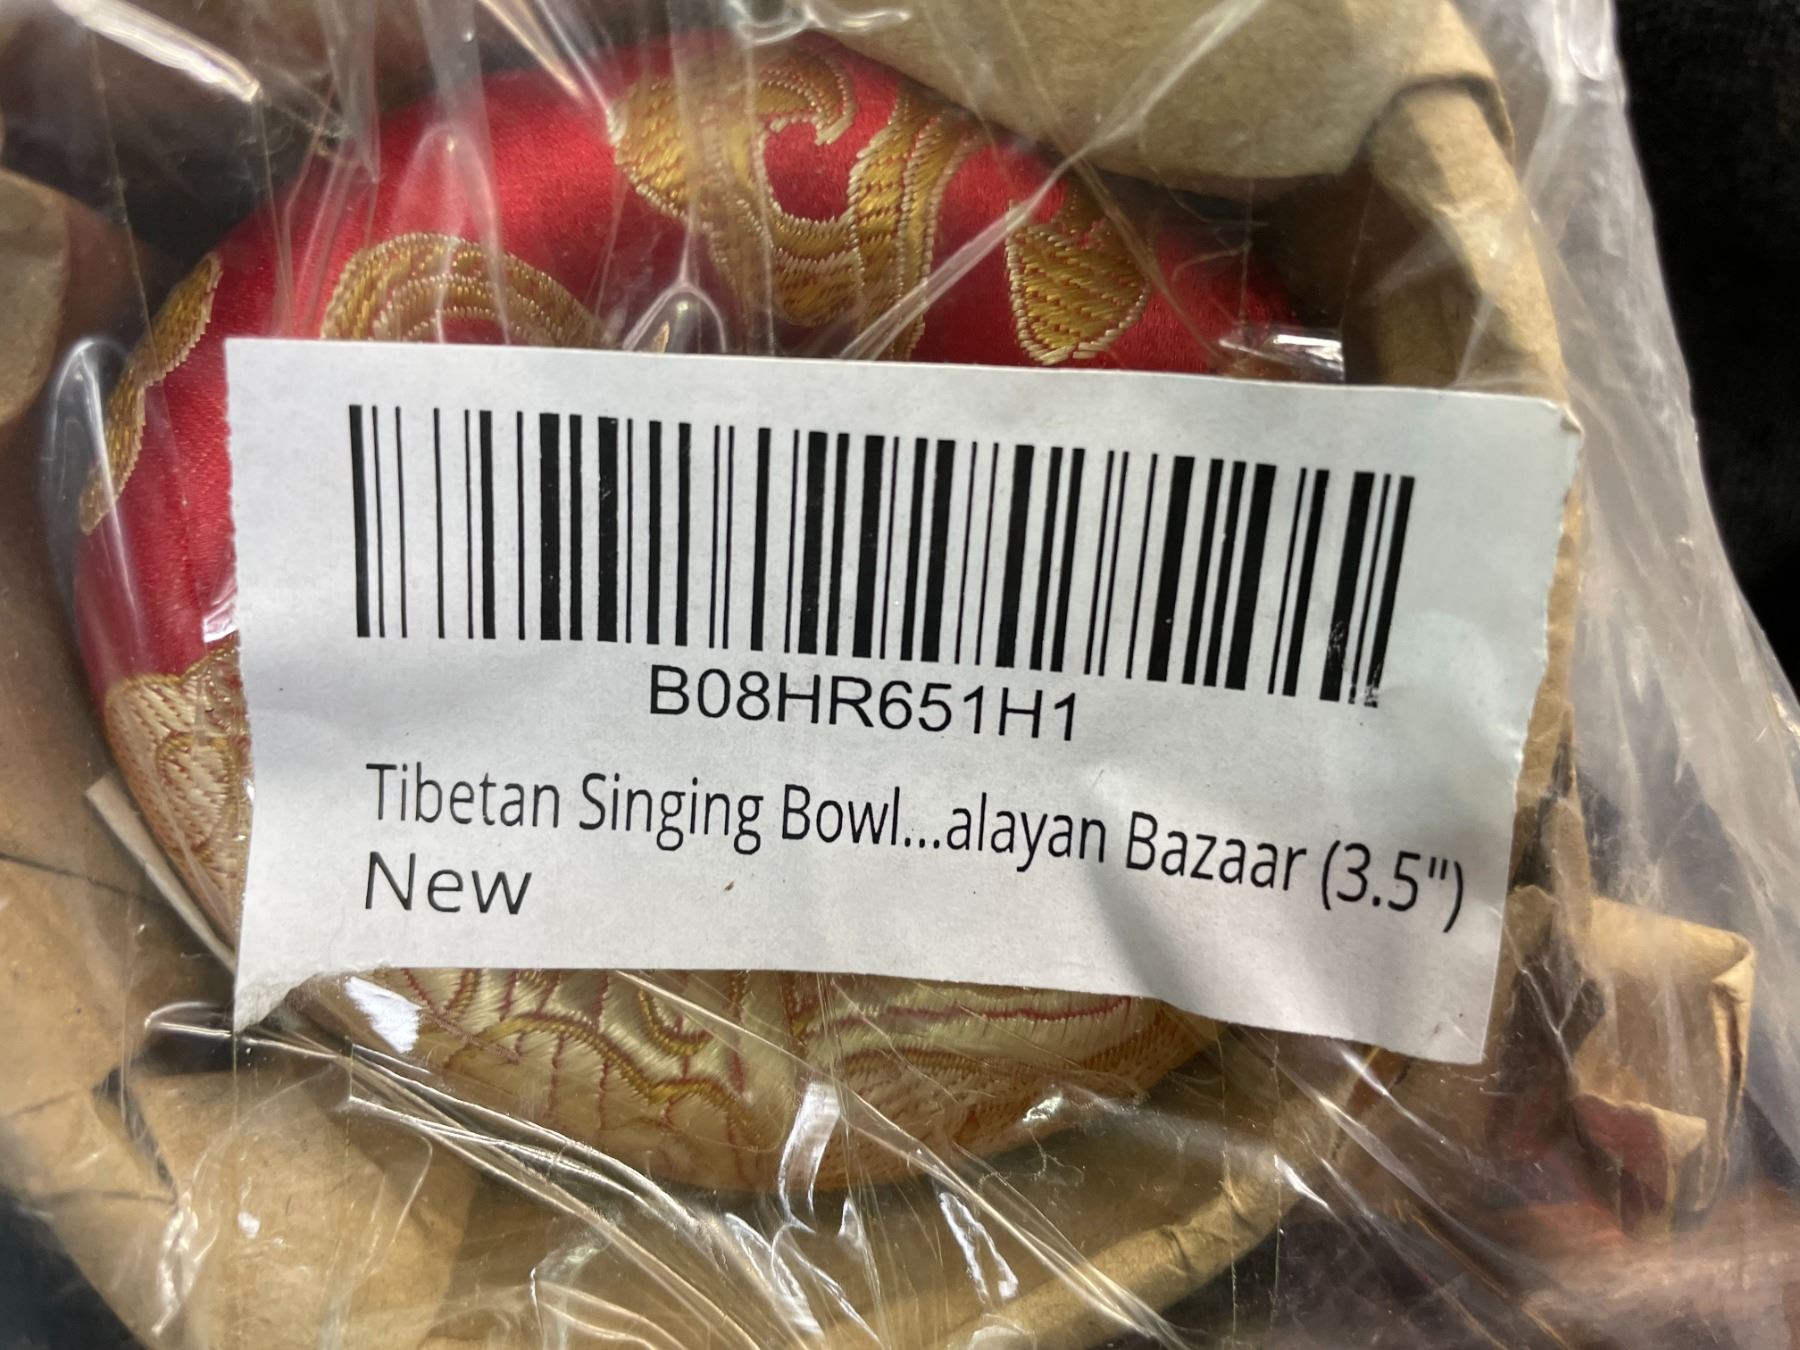 B08HR651H1
Tibetan Singing Bowl...alayan Bazaar (3.5")
New